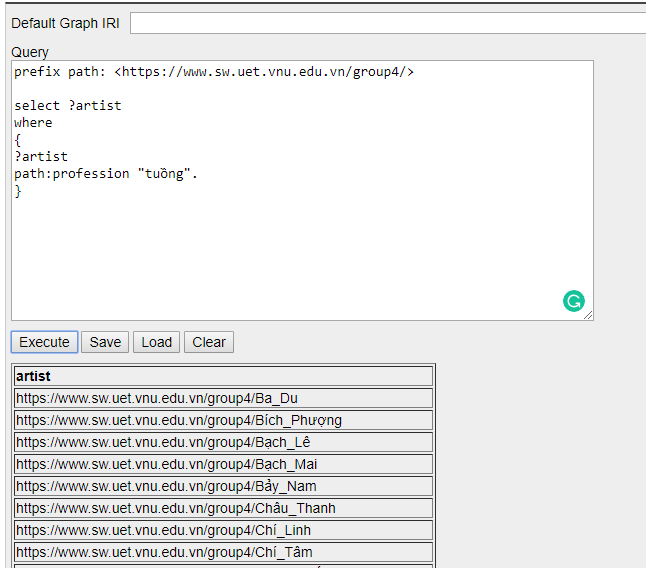 Default Graph IRI
Query
prefix path: <https://www.sw.uet.vnu.edu.vn/group4/>
select ?artist
where
{
?artist
path:profession "tuồng".
}
Execute Save Load Clear
artist
https://www.sw.uet.vnu.edu.vn/group4/Ba_Du
https://www.sw.uet.vnu.edu.vn/group4/Bích_Phượng
https://www.sw.uet.vnu.edu.vn/group4/Bạch_Lê
https://www.sw.uet.vnu.edu.vn/group4/Bạch_Mai
https://www.sw.uet.vnu.edu.vn/group4/Bảy_Nam
https://www.sw.uet.vnu.edu.vn/group4/Châu_Thanh
https://www.sw.uet.vnu.edu.vn/group4/Chí_Linh
https://www.sw.uet.vnu.edu.vn/group4/Chí_Tâm